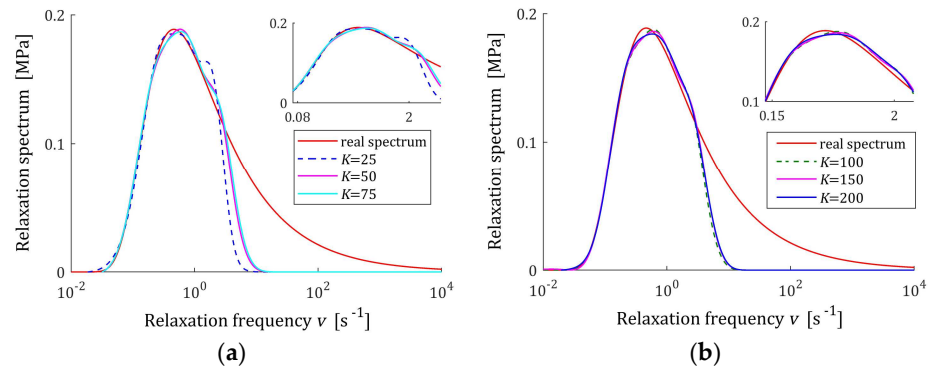 0.2
0.1
0
Relaxation spectrum [MPa]
10^-2
10^0
10^2
10^4
Relaxation frequency v [s^-1]
0.2
0
0.08
2
real spectrum
K=25
K=50
K=75
(a)
0.2
0.1
0
Relaxation spectrum [MPa]
10^-2
10^0
10^2
10^4
Relaxation frequency v [s^-1]
0.2
0.1
0.15
2
real spectrum
K=100
K=150
K=200
(b)